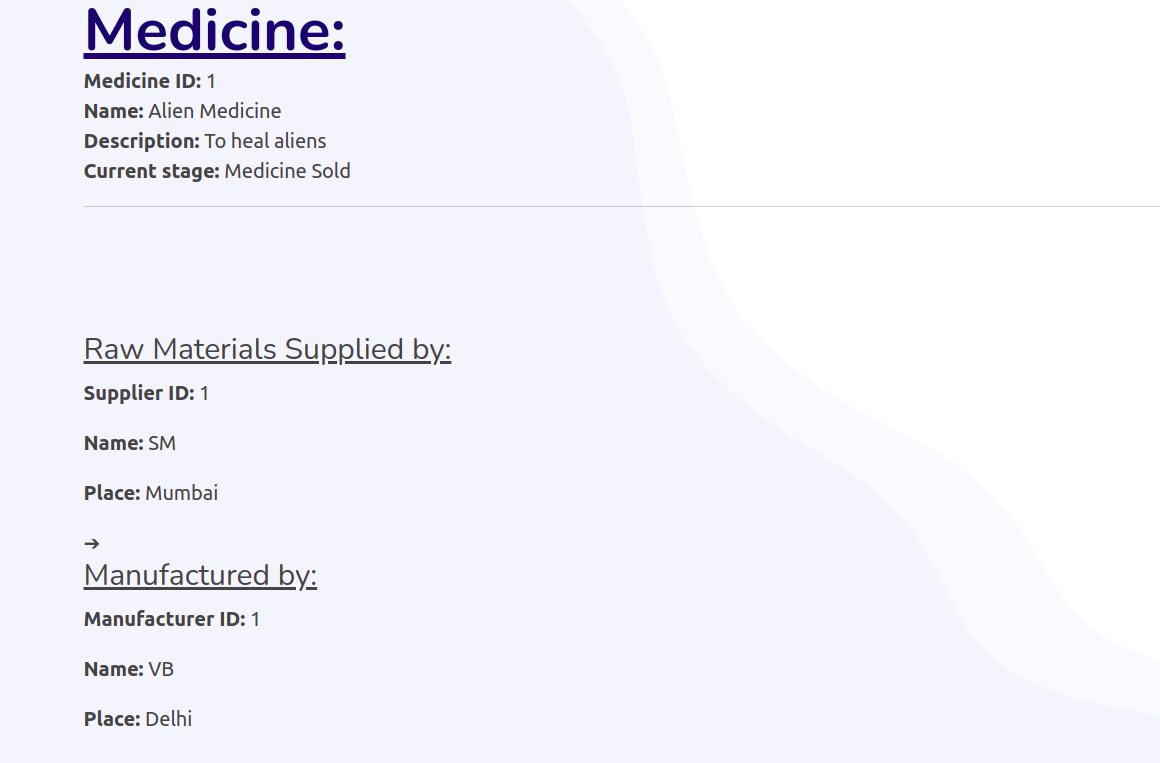 Medicine:
Medicine ID: 1
Name: Alien Medicine
Description: To heal aliens
Current stage: Medicine Sold
Raw Materials Supplied by:
Supplier ID: 1
Name: SM
Place: Mumbai
➔
Manufactured by:
Manufacturer ID: 1
Name: VB
Place: Delhi